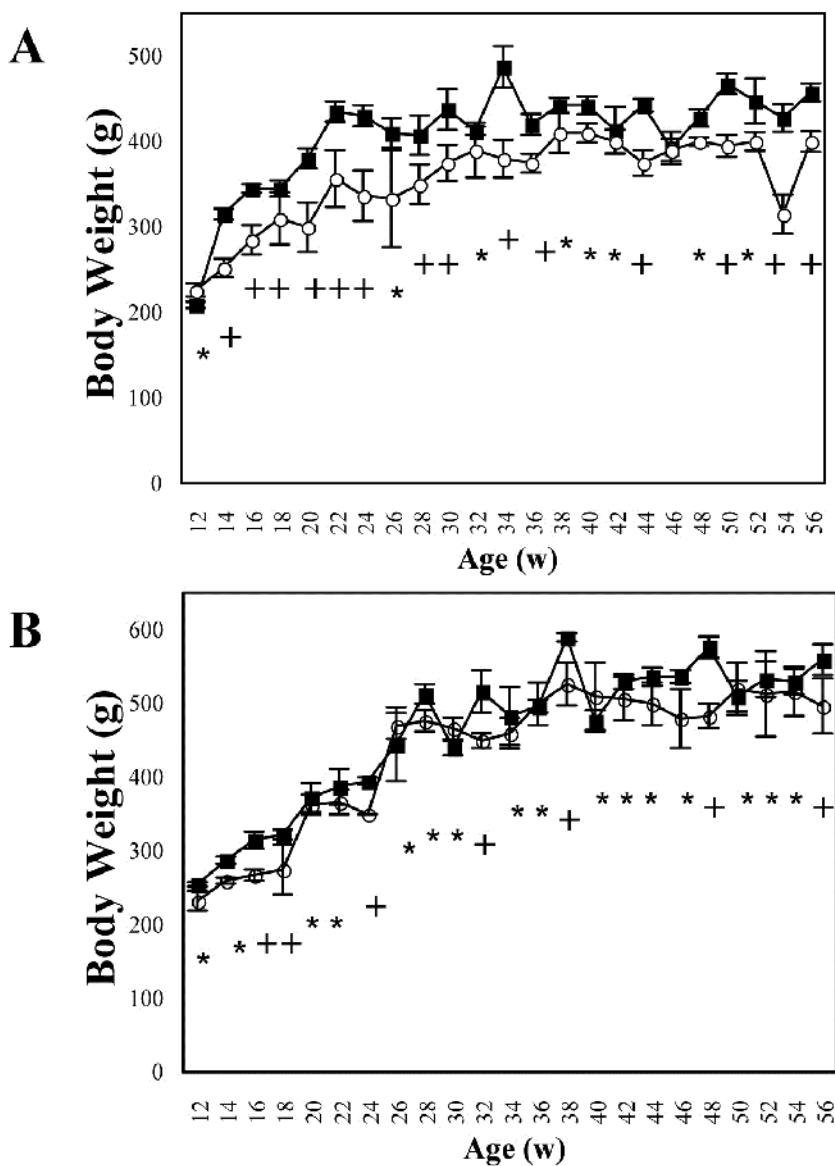 A
Body Weight (g)
500
400
300
200
100
0
* + + + + + + * + + * + + * * * + * + * + +
12 14 16 18 20 22 24 26 28 30 32 34 36 38 40 42 44 46 48 50 52 54 56
Age (w)
B
Body Weight (g)
600
500
400
300
200
100
0
* * + + * * + * * * + * * + * * * * + * * * +
12 14 16 18 20 22 24 26 28 30 32 34 36 38 40 42 44 46 48 50 52 54 56
Age (w)